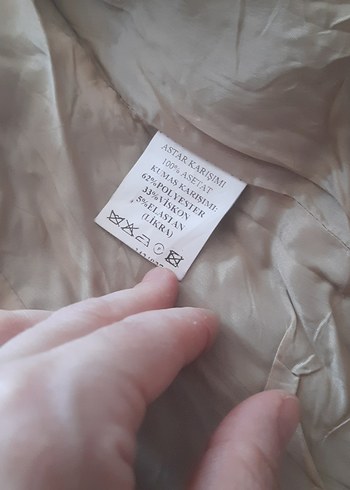 ASTAR KARIŞIMI
100% ASETAT
KUMAŞ KARIŞIMI:
62%POLYESTER
33%VİSKON
5%ELASTAN
(LİKRA)